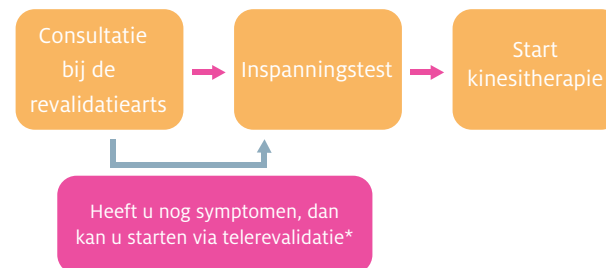 Consultatie
bij de
revalidatiearts
Inspanningstest
Start
kinesitherapie
Heeft u nog symptomen, dan
kan u starten via telerevalidatie*